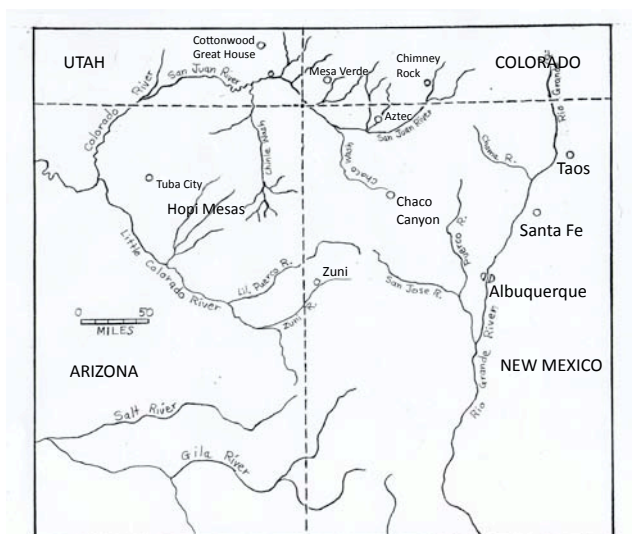 Cottonwood
Great House
UTAH
San Juan River
Mesa Verde
Chimney
Rock
COLORADO
Rio Grande
Colorado River
Aztec
San Juan River
Chinle Wash
Chaco Wash
Chama R.
Taos
Tuba City
Hopi Mesas
Chaco
Canyon
Santa Fe
Puerco R.
Little Colorado River
Lil. Puerco R.
Zuni
San Jose R.
Albuquerque
Zuni R.
0 50
MILES
Rio Grande River
NEW MEXICO
ARIZONA
Salt River
Gila River